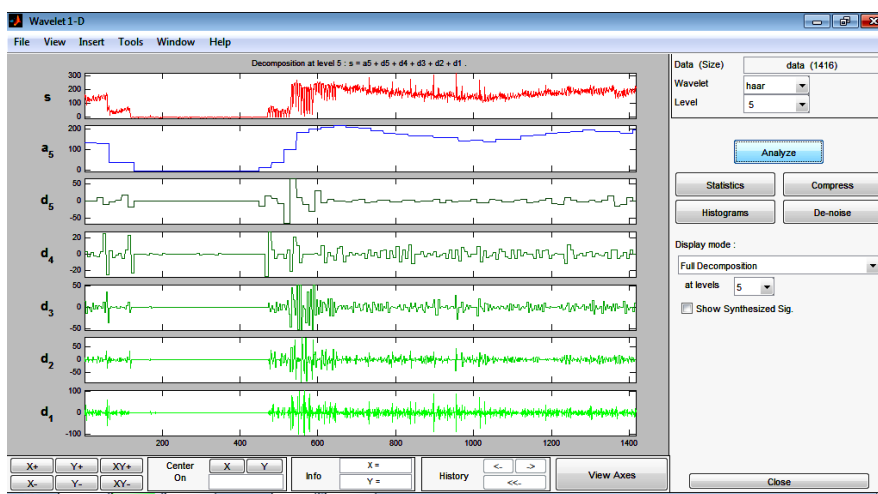 Wavelet 1-D
File View Insert Tools Window Help
Decomposition at level 5 : s = a5 + d5 + d4 + d3 + d2 + d1 .
s
300
200
100
0
a5
200
100
0
d5
50
0
-50
d4
20
0
-20
d3
50
0
-50
d2
50
0
-50
d1
100
0
-100
200 400 600 800 1000 1200 1400
Data (Size) data (1416)
Wavelet haar
Level 5
Analyze
Statistics Compress
Histograms De-noise
Display mode :
Full Decomposition
at levels 5
Show Synthesized Sig.
X+ Y+ XY+
X- Y- XY-
Center On X Y
Info X = Y =
History <- -> <<-
View Axes
Close